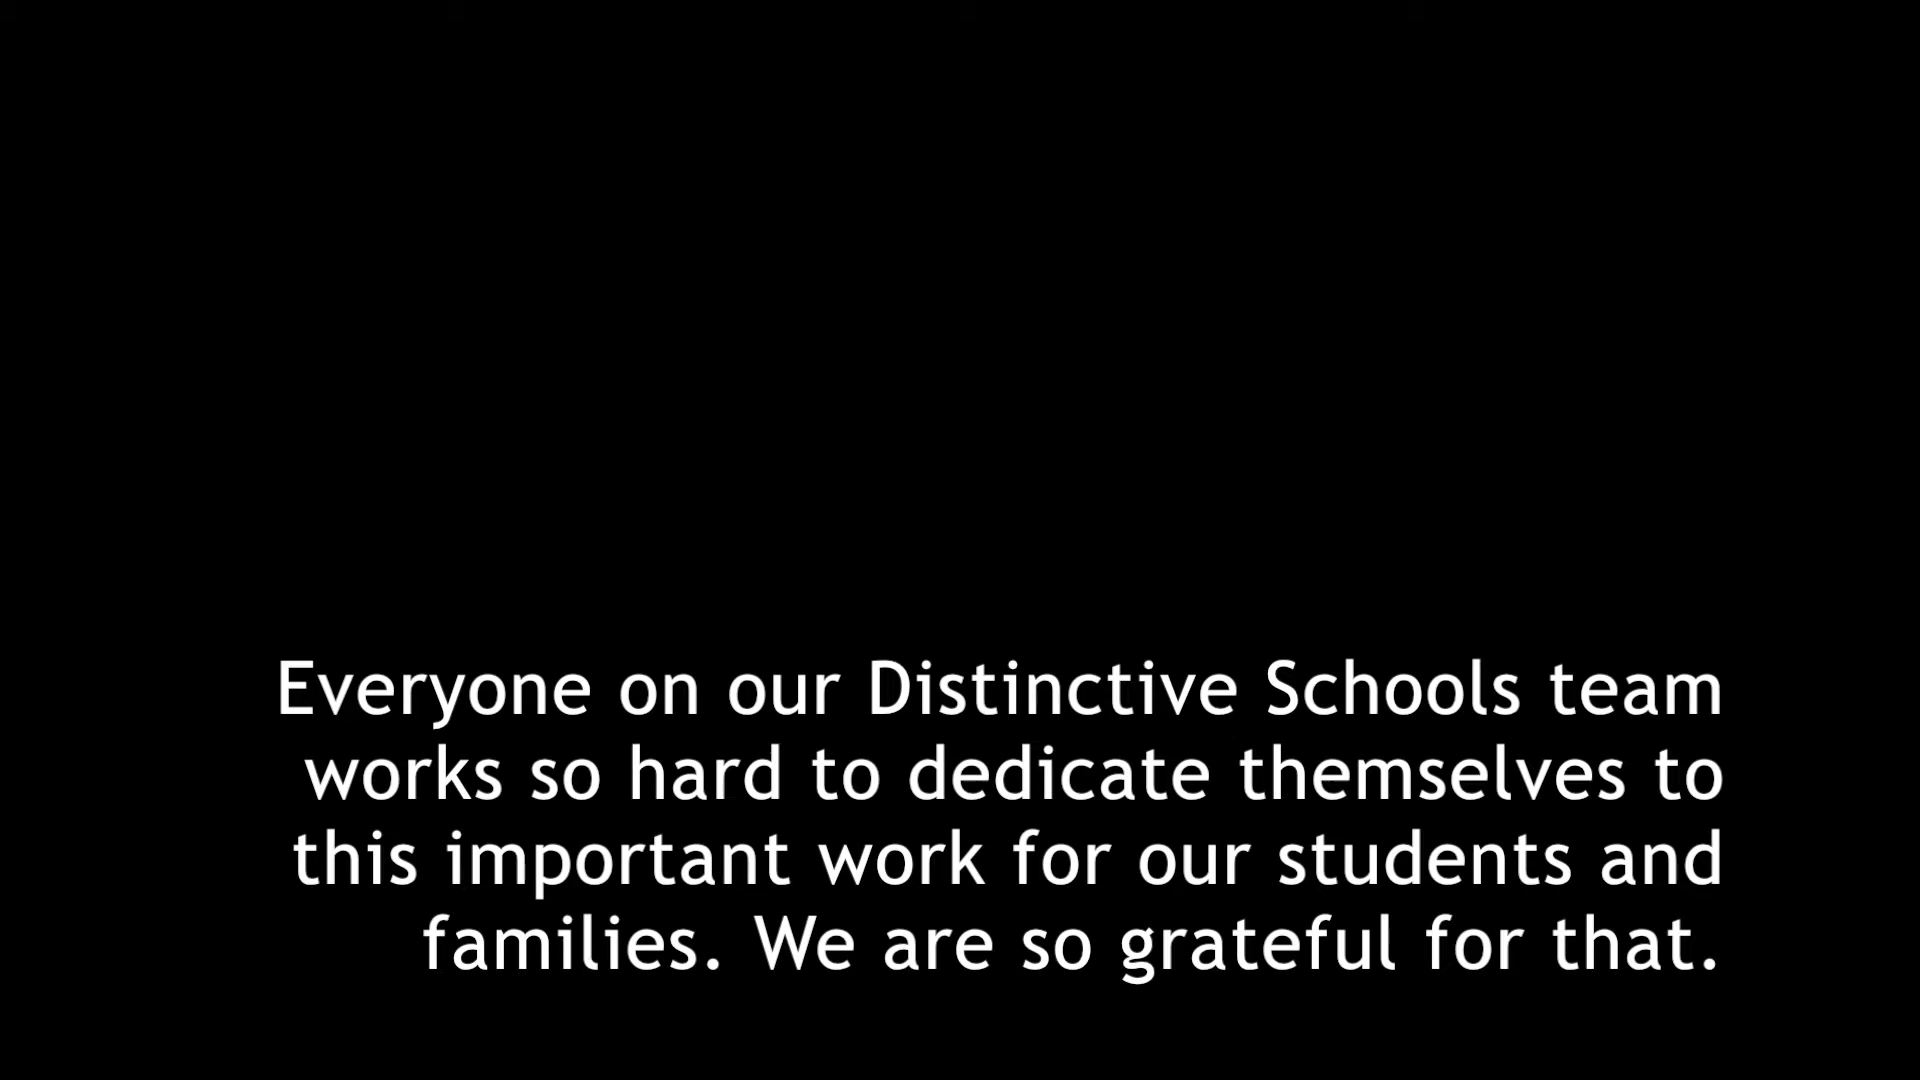 Everyone on our Distinctive Schools team
works so hard to dedicate themselves to
this important work for our students and
families. We are so grateful for that.